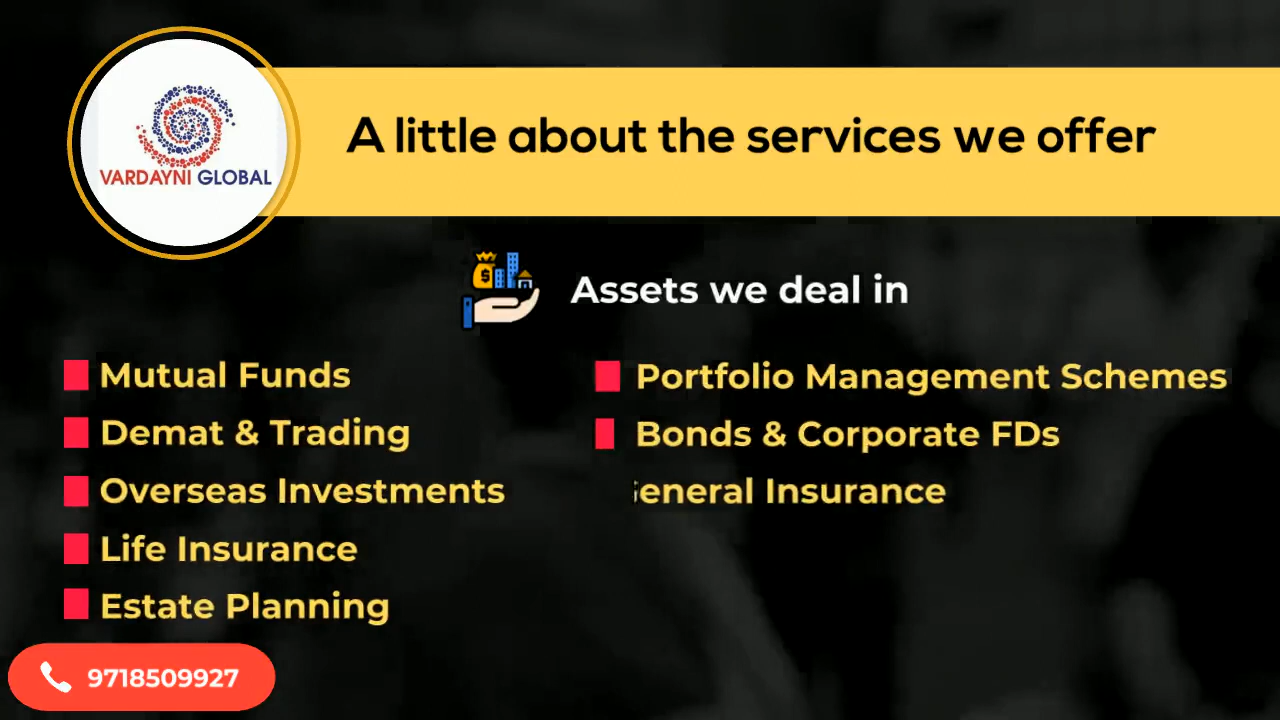 VARDAYNI GLOBAL
A little about the services we offer
Assets we deal in
Mutual Funds
Demat & Trading
Overseas Investments
Life Insurance
Estate Planning
Portfolio Management Schemes
Bonds & Corporate FDs
eneral Insurance
9718509927